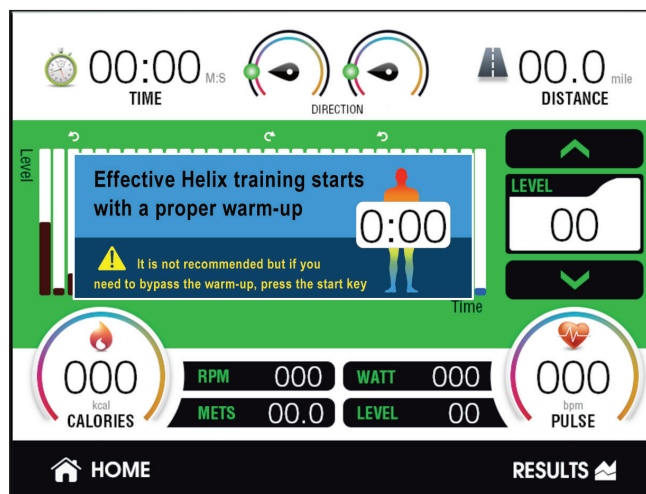 00:00 M:S
TIME
DIRECTION
00.0 mile
DISTANCE
Level
Effective Helix training starts
with a proper warm-up
0:00
It is not recommended but if you
need to bypass the warm-up, press the start key
Time
LEVEL
00
000
kcal
CALORIES
RPM 000
WATT 000
METS 00.0
LEVEL 00
000
bpm
PULSE
HOME
RESULTS